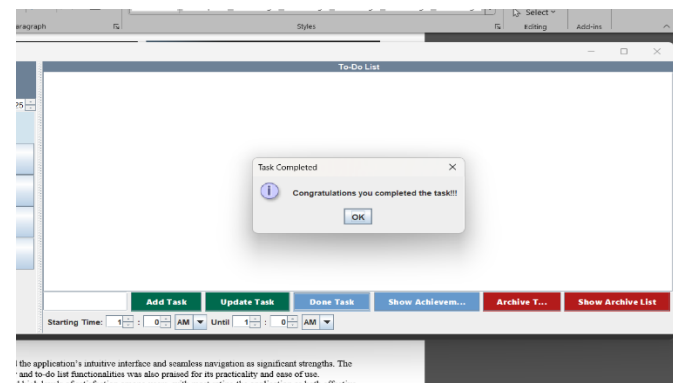 Select
Paragraph
Styles
Editing
Add-ins
To-Do List
25
Task Completed
Congratulations you completed the task!!!
OK
Add Task
Update Task
Done Task
Show Achievem...
Archive T...
Show Archive List
Starting Time: 1 : 0 AM Until 1 : 0 AM
the application's intuitive interface and seamless navigation as significant strengths. The
and to-do list functionalities was also praised for its practicality and ease of use.